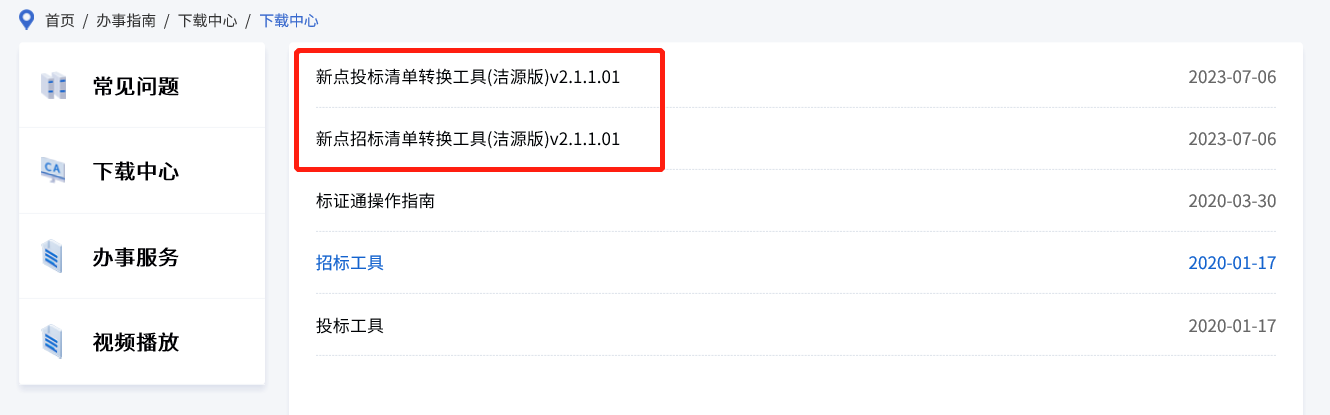 首页 / 办事指南 / 下载中心 / 下载中心
常见问题
CA
下载中心
办事服务
视频播放
新点投标清单转换工具(洁源版)v2.1.1.01 2023-07-06
新点招标清单转换工具(洁源版)v2.1.1.01 2023-07-06
标证通操作指南 2020-03-30
招标工具 2020-01-17
投标工具 2020-01-17